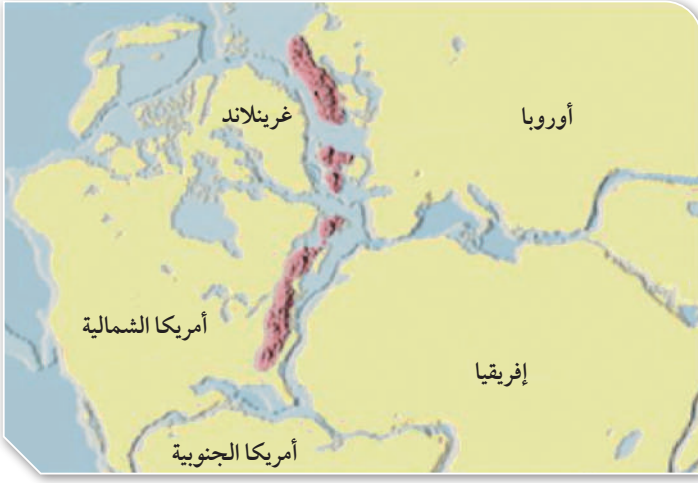 أوروبا
غرينلاند
أمريكا الشمالية
إفريقيا
أمريكا الجنوبية